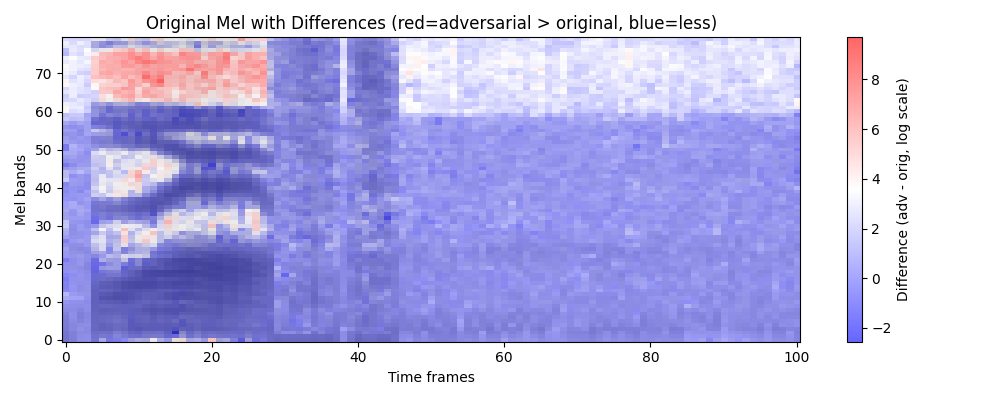 Original Mel with Differences (red=adversarial > original, blue=less)
Mel bands
70
60
50
40
30
20
10
0
0 20 40 60 80 100
Time frames
8
6
4
2
0
−2
Difference (adv - orig, log scale)